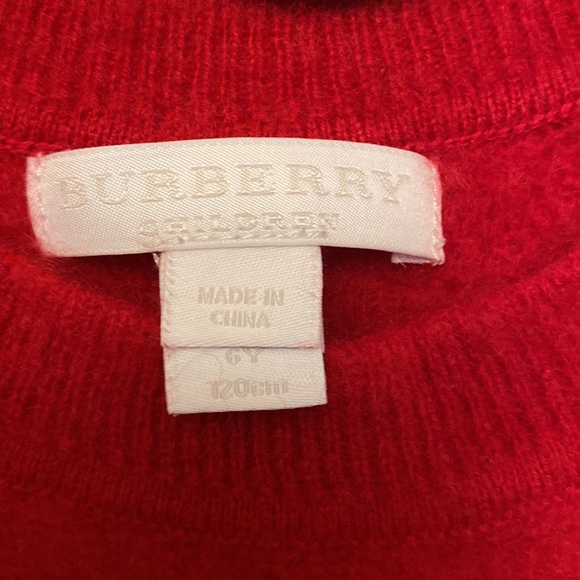 BURBERRY
CHILDREN
MADE IN
CHINA
6Y
120cm